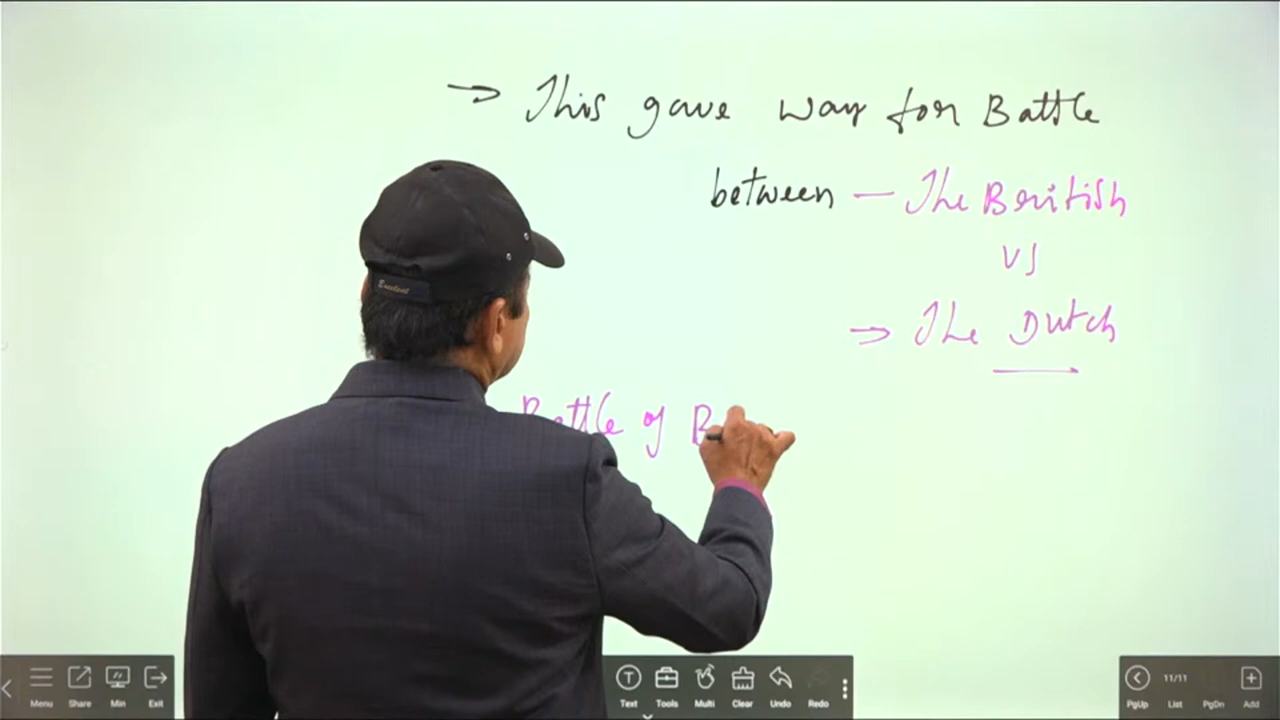 → This gave way for Battle
between — The British
vs
→ The Dutch
Battle of B
Excelent
Menu Share Min Exit
Text Tools Multi Clear Undo Redo
11/11
PgUp List PgDn Add